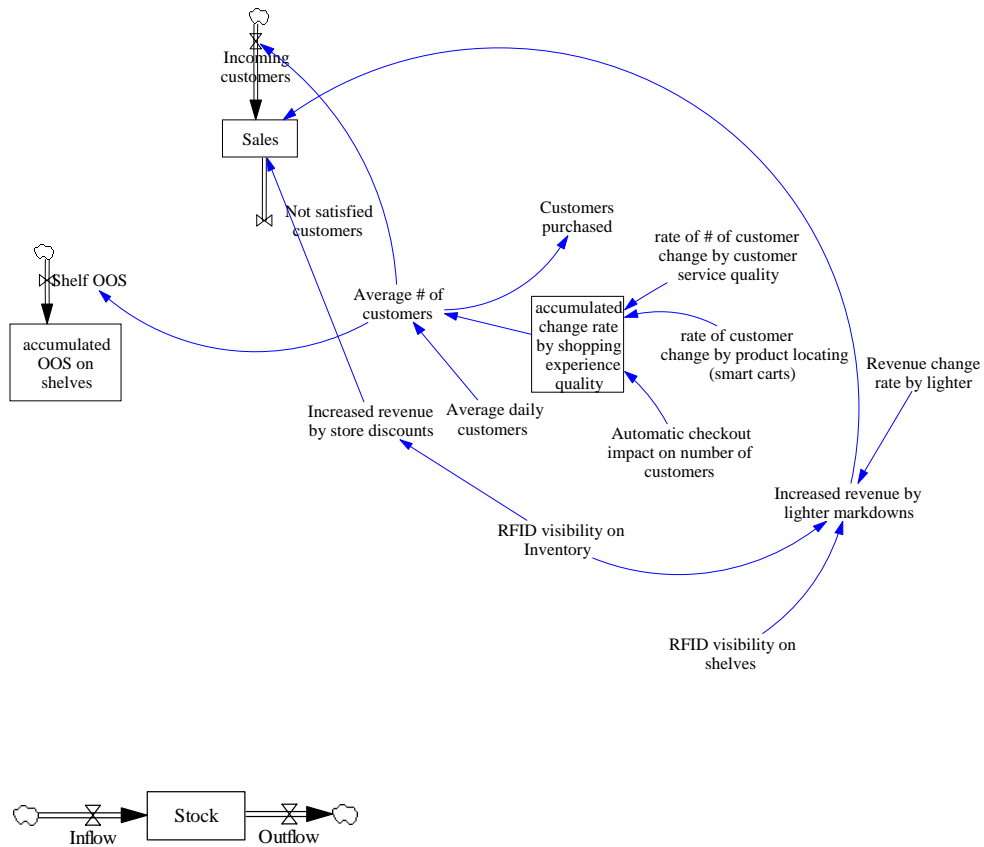 Incoming
customers
Sales
Not satisfied
customers
Customers
purchased
rate of # of customer
change by customer
service quality
Shelf OOS
Average # of
customers
accumulated
change rate
by shopping
experience
quality
accumulated
OOS on
shelves
rate of customer
change by product locating
(smart carts)
Revenue change
rate by lighter
Increased revenue
by store discounts
Average daily
customers
Automatic checkout
impact on number of
customers
Increased revenue by
lighter markdowns
RFID visibility on
Inventory
RFID visibility on
shelves
Stock
Inflow
Outflow